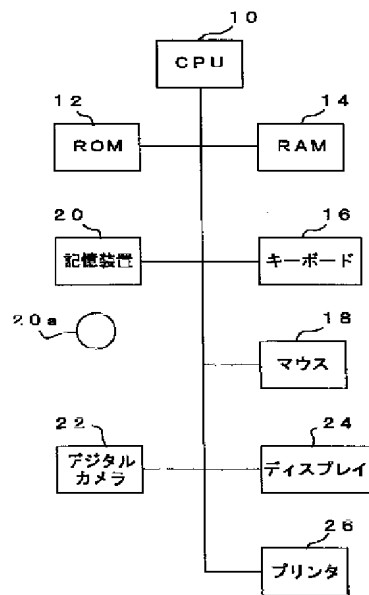 10
CPU
12
ROM
14
RAM
20
記憶装置
16
キーボード
20a
18
マウス
22
デジタル
カメラ
24
ディスプレイ
26
プリンタ